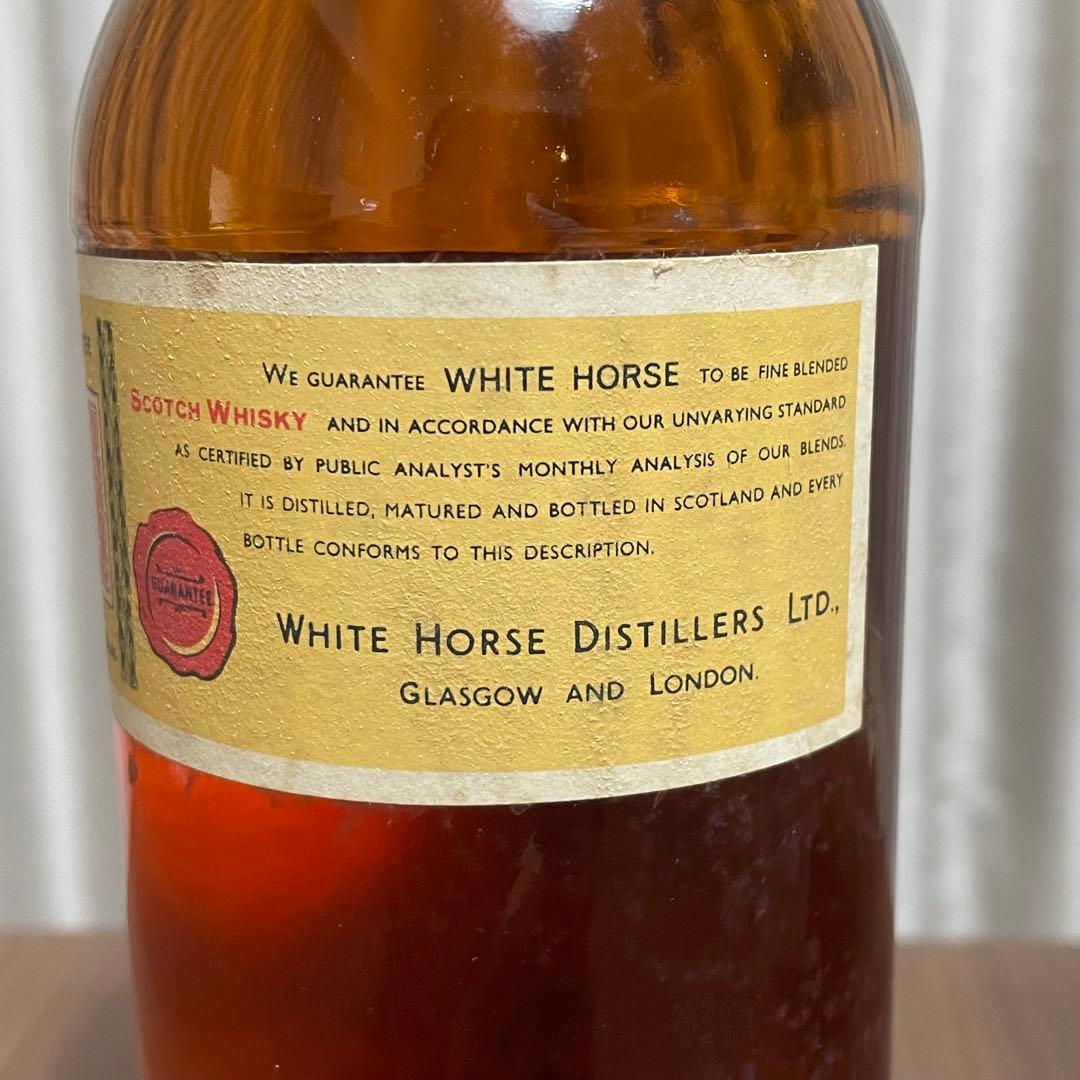 WE GUARANTEE WHITE HORSE TO BE FINE BLENDED
SCOTCH WHISKY AND IN ACCORDANCE WITH OUR UNVARYING STANDARD
AS CERTIFIED BY PUBLIC ANALYST'S MONTHLY ANALYSIS OF OUR BLENDS.
IT IS DISTILLED, MATURED AND BOTTLED IN SCOTLAND AND EVERY
BOTTLE CONFORMS TO THIS DESCRIPTION.
GUARANTEE
WHITE HORSE DISTILLERS LTD.,
GLASGOW AND LONDON.